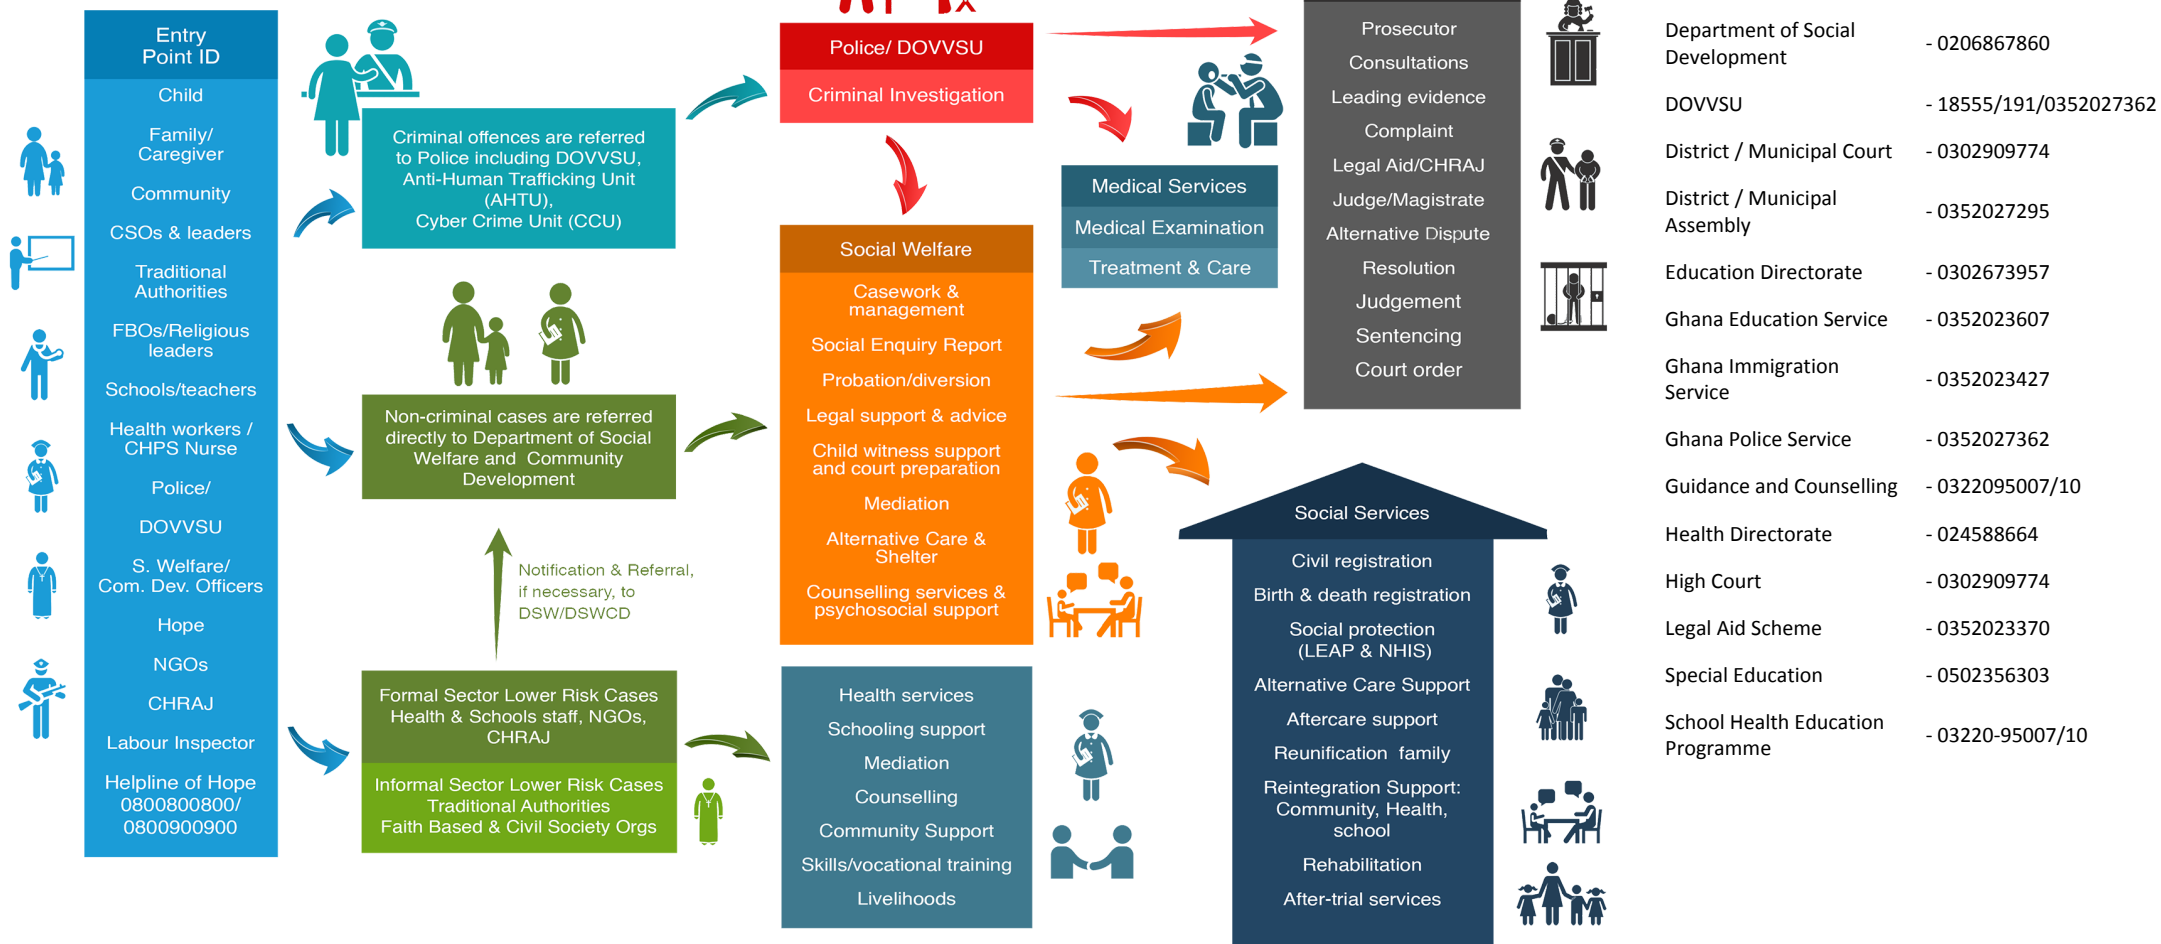 Entry
Point ID
Child
Family/
Caregiver
Community
CSOs & leaders
Traditional
Authorities
FBOs/Religious
leaders
Schools/teachers
Health workers /
CHPS Nurse
Police/
DOVVSU
S. Welfare/
Com. Dev. Officers
Hope
NGOs
CHRAJ
Labour Inspector
Helpline of Hope
0800800800/
0800900900
Criminal offences are referred
to Police including DOVVSU,
Anti-Human Trafficking Unit
(AHTU),
Cyber Crime Unit (CCU)
Non-criminal cases are referred
directly to Department of Social
Welfare and Community
Development
Notification & Referral,
if necessary, to
DSW/DSWCD
Formal Sector Lower Risk Cases
Health & Schools staff, NGOs,
CHRAJ
Informal Sector Lower Risk Cases
Traditional Authorities
Faith Based & Civil Society Orgs
Police/ DOVVSU
Criminal Investigation
Social Welfare
Casework &
management
Social Enquiry Report
Probation/diversion
Legal support & advice
Child witness support
and court preparation
Mediation
Alternative Care &
Shelter
Counselling services &
psychosocial support
Health services
Schooling support
Mediation
Counselling
Community Support
Skills/vocational training
Livelihoods
Medical Services
Medical Examination
Treatment & Care
Prosecutor
Consultations
Leading evidence
Complaint
Legal Aid/CHRAJ
Judge/Magistrate
Alternative Dispute
Resolution
Judgement
Sentencing
Court order
Social Services
Civil registration
Birth & death registration
Social protection
(LEAP & NHIS)
Alternative Care Support
Aftercare support
Reunification family
Reintegration Support:
Community, Health,
school
Rehabilitation
After-trial services
Department of Social
Development - 0206867860
DOVVSU - 18555/191/0352027362
District / Municipal Court - 0302909774
District / Municipal
Assembly - 0352027295
Education Directorate - 0302673957
Ghana Education Service - 0352023607
Ghana Immigration
Service - 0352023427
Ghana Police Service - 0352027362
Guidance and Counselling - 0322095007/10
Health Directorate - 024588664
High Court - 0302909774
Legal Aid Scheme - 0352023370
Special Education - 0502356303
School Health Education
Programme - 03220-95007/10